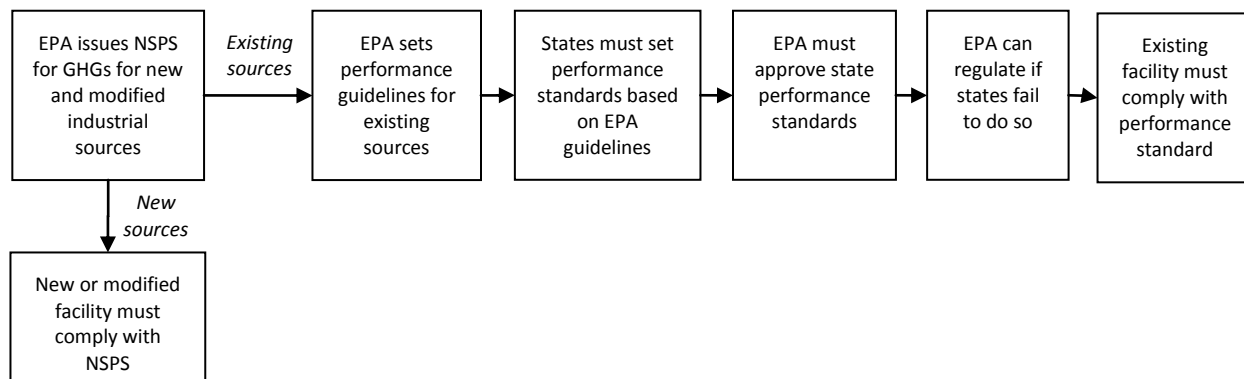 EPA issues NSPS
for GHGs for new
and modified
industrial
sources
Existing
sources
EPA sets
performance
guidelines for
existing
sources
States must set
performance
standards based
on EPA
guidelines
EPA must
approve state
performance
standards
EPA can
regulate if
states fail
to do so
Existing
facility must
comply with
performance
standard
New
sources
New or modified
facility must
comply with
NSPS